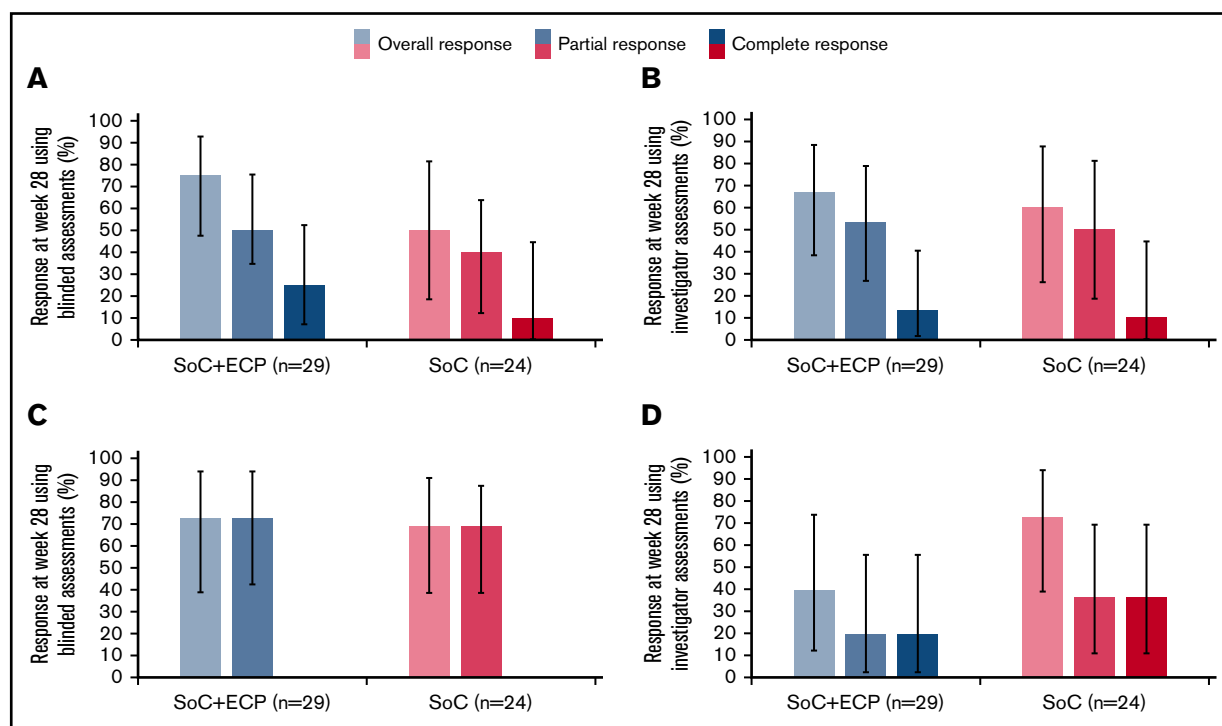 Overall response Partial response Complete response
A
Response at week 28 using
blinded assessments (%)
100
90
80
70
60
50
40
30
20
10
0
SoC+ECP (n=29) SoC (n=24)
B
Response at week 28 using
investigator assessments (%)
100
90
80
70
60
50
40
30
20
10
0
SoC+ECP (n=29) SoC (n=24)
C
Response at week 28 using
blinded assessments (%)
100
90
80
70
60
50
40
30
20
10
0
SoC+ECP (n=29) SoC (n=24)
D
Response at week 28 using
investigator assessments (%)
100
90
80
70
60
50
40
30
20
10
0
SoC+ECP (n=29) SoC (n=24)